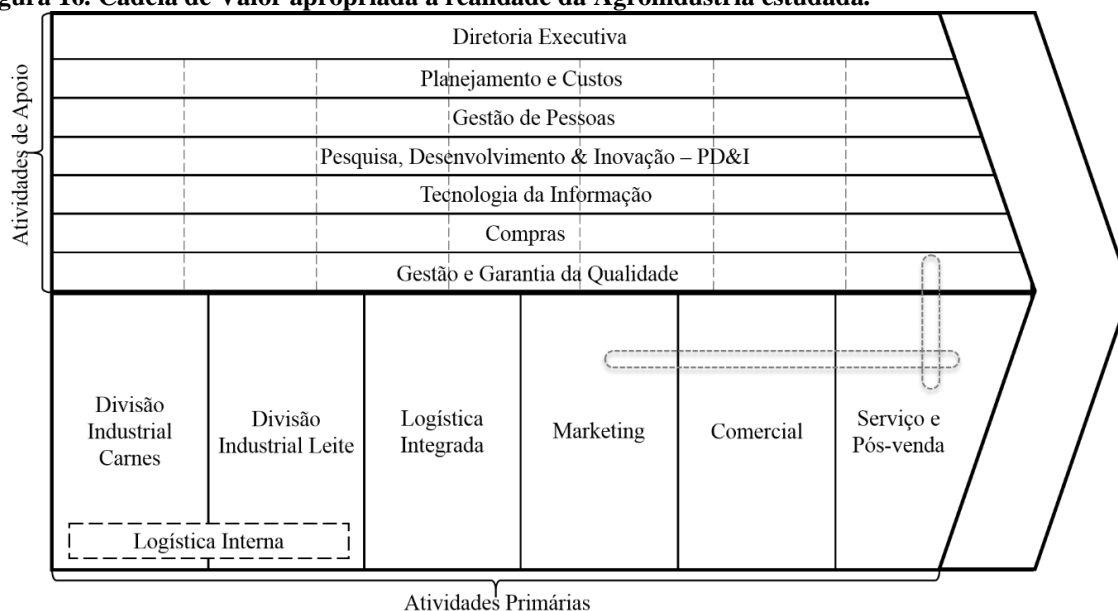 gura 16. Cadeia de Valor apropriada à realidade da Agroindústria estudada.
Atividades de Apoio
Diretoria Executiva
Planejamento e Custos
Gestão de Pessoas
Pesquisa, Desenvolvimento & Inovação – PD&I
Tecnologia da Informação
Compras
Gestão e Garantia da Qualidade
Divisão
Industrial
Carnes
Divisão
Industrial Leite
Logística
Integrada
Marketing
Comercial
Serviço e
Pós-venda
Logística Interna
Atividades Primárias